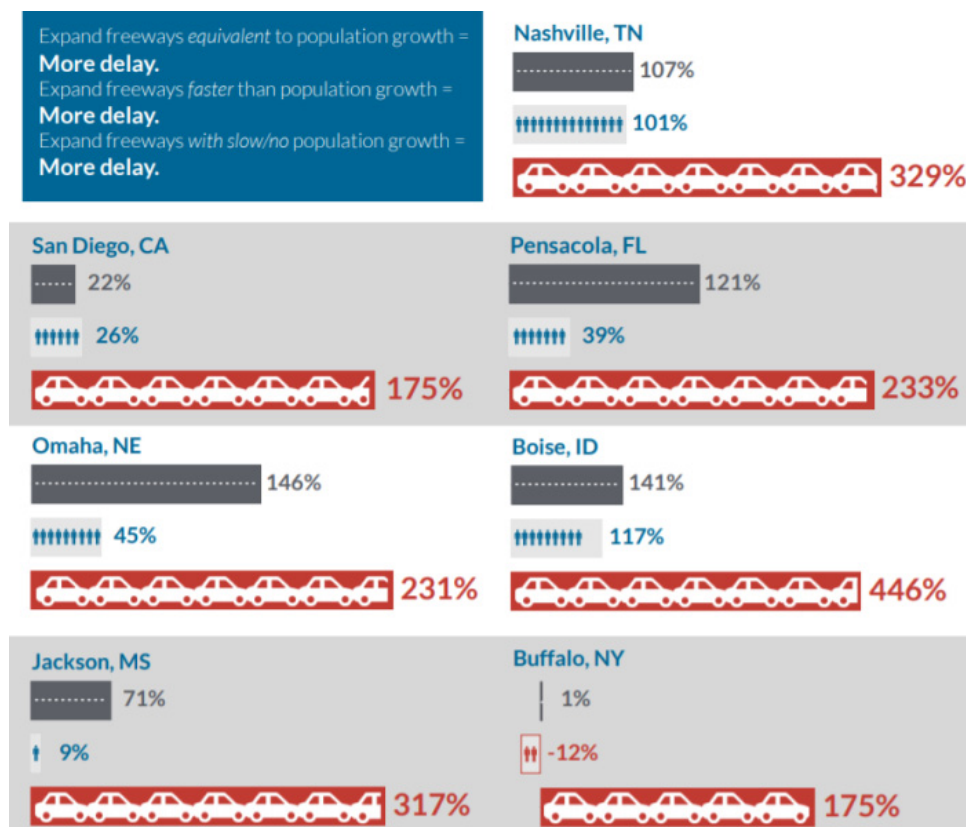 Expand freeways equivalent to population growth =
More delay.
Expand freeways faster than population growth =
More delay.
Expand freeways with slow/no population growth =
More delay.
Nashville, TN
107%
101%
329%
San Diego, CA
22%
26%
175%
Pensacola, FL
121%
39%
233%
Omaha, NE
146%
45%
231%
Boise, ID
141%
117%
446%
Jackson, MS
71%
9%
317%
Buffalo, NY
1%
-12%
175%